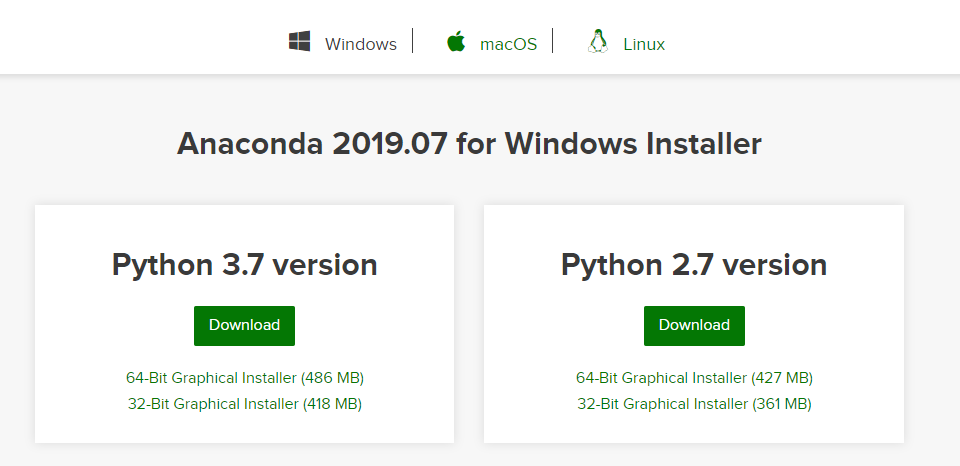 Windows macOS Linux
Anaconda 2019.07 for Windows Installer
Python 3.7 version
Download
64-Bit Graphical Installer (486 MB)
32-Bit Graphical Installer (418 MB)
Python 2.7 version
Download
64-Bit Graphical Installer (427 MB)
32-Bit Graphical Installer (361 MB)